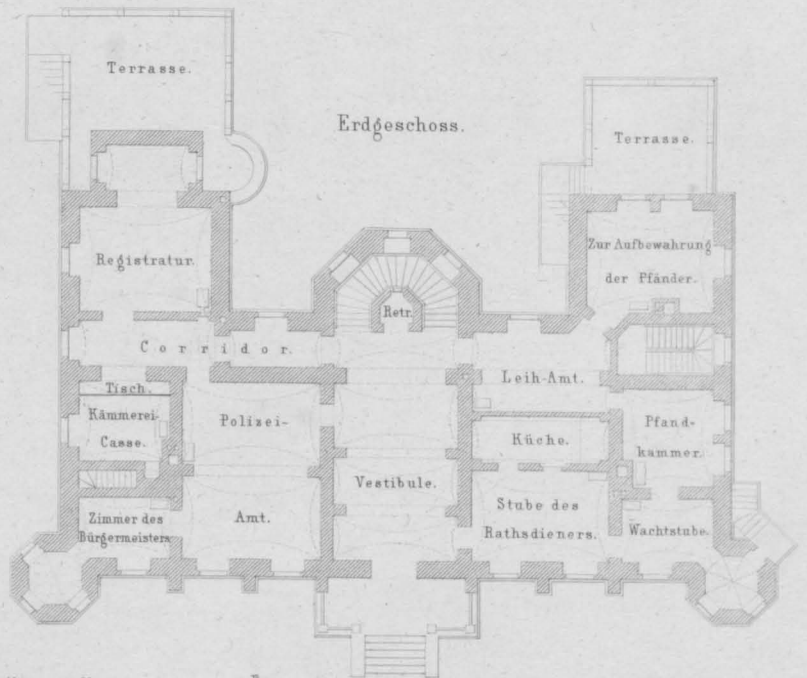 Terrasse.
Erdgeschoss.
Terrasse.
Registratur.
Zur Aufbewahrung
der Pfänder.
Retr.
Corridor.
Leih-Amt.
Tisch.
Kämmerei-
Casse.
Polizei-
Pfand-
kammer.
Küche.
Vestibule.
Stube des
Rathsdieners.
Zimmer des
Bürgermeisters
Amt.
Wachtstube.